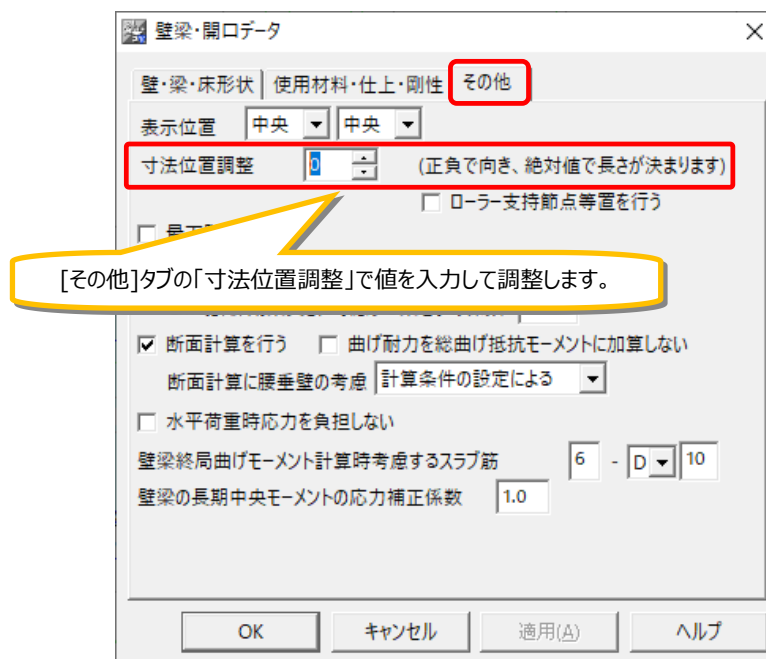 壁梁・開口データ
壁・梁・床形状 使用材料・仕上・剛性 その他
表示位置 中央 中央
寸法位置調整 0 (正負で向き、絶対値で長さが決まります)
ローラー支持節点等置を行う
[その他]タブの「寸法位置調整」で値を入力して調整します。
断面計算を行う 曲げ耐力を総曲げ抵抗モーメントに加算しない
断面計算に腰垂壁の考慮 計算条件の設定による
水平荷重時応力を負担しない
壁梁終局曲げモーメント計算時考慮するスラブ筋 6 - D 10
壁梁の長期中央モーメントの応力補正係数 1.0
OK キャンセル 適用(A) ヘルプ